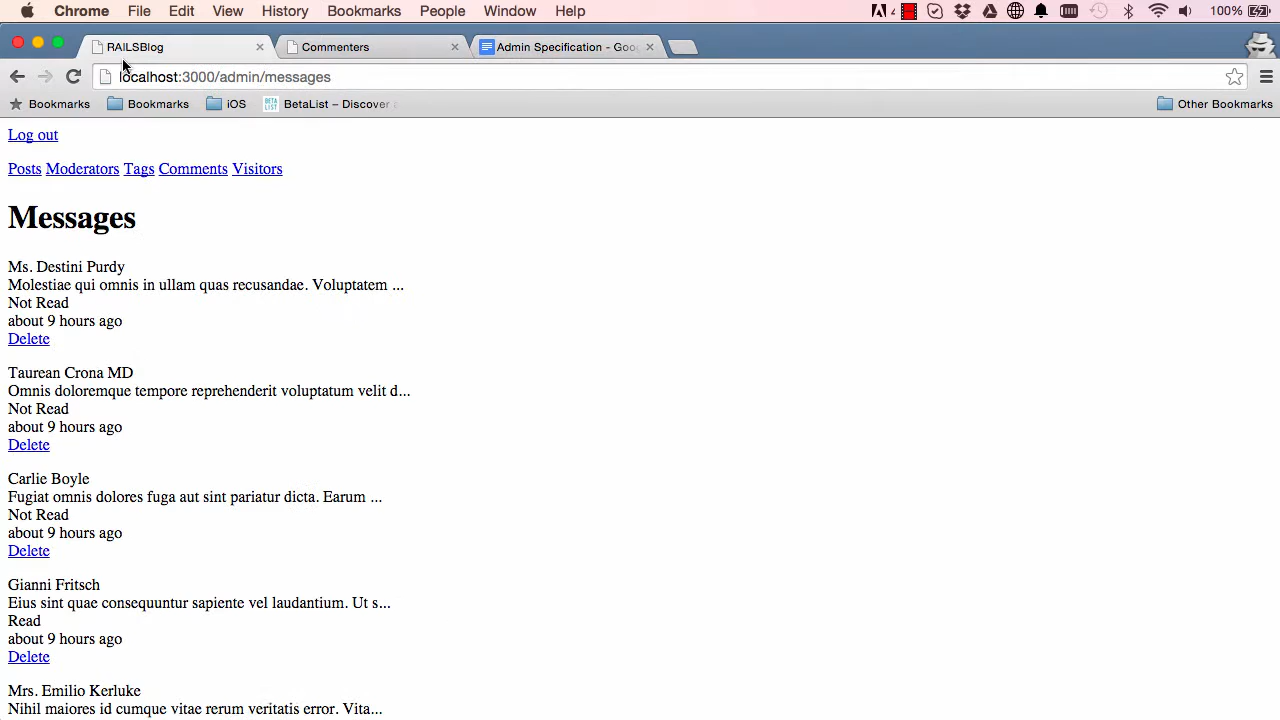 Chrome File Edit View History Bookmarks People Window Help 4 100%
RAILSBlog Commenters Admin Spcification - Goo
localhost:3000/admin/messages
Bookmarks Bookmarks iOS BETA LIST BetaList – Discover Other Bookmarks
Log out
Posts Moderators Tags Comments Visitors
Messages
Ms. Destini Purdy
Molestiae qui omnis in ullam quas recusandae. Voluptatem ...
Not Read
about 9 hours ago
Delete
Taurean Crona MD
Omnis doloremque tempore reprehenderit voluptatum velit d...
Not Read
about 9 hours ago
Delete
Carlie Boyle
Fugiat omnis dolores fuga aut sint pariatur dicta. Earum ...
Not Read
about 9 hours ago
Delete
Gianni Fritsch
Eius sint quae consequuntur sapiente vel laudantium. Ut s...
Read
about 9 hours ago
Delete
Mrs. Emilio Kerluke
Nihil maiores id cumque vitae rerum veritatis error. Vita...